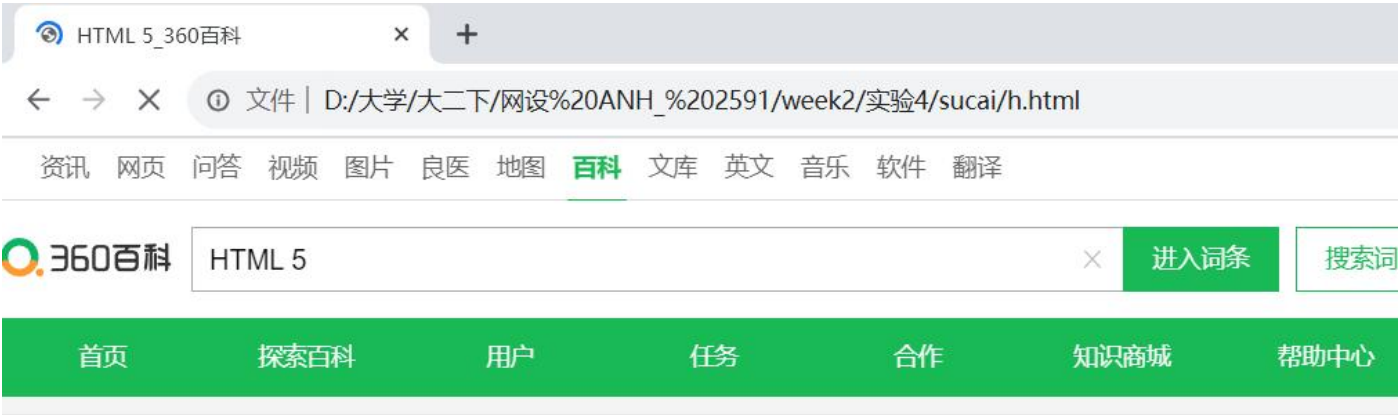 HTML 5_360百科
文件 D:/大学/大二下/网设%20ANH_%202591/week2/实验4/sucai/h.html
资讯 网页 问答 视频 图片 良医 地图 百科 文库 英文 音乐 软件 翻译
360百科 HTML 5 进入词条 搜索词
首页 探索百科 用户 任务 合作 知识商城 帮助中心